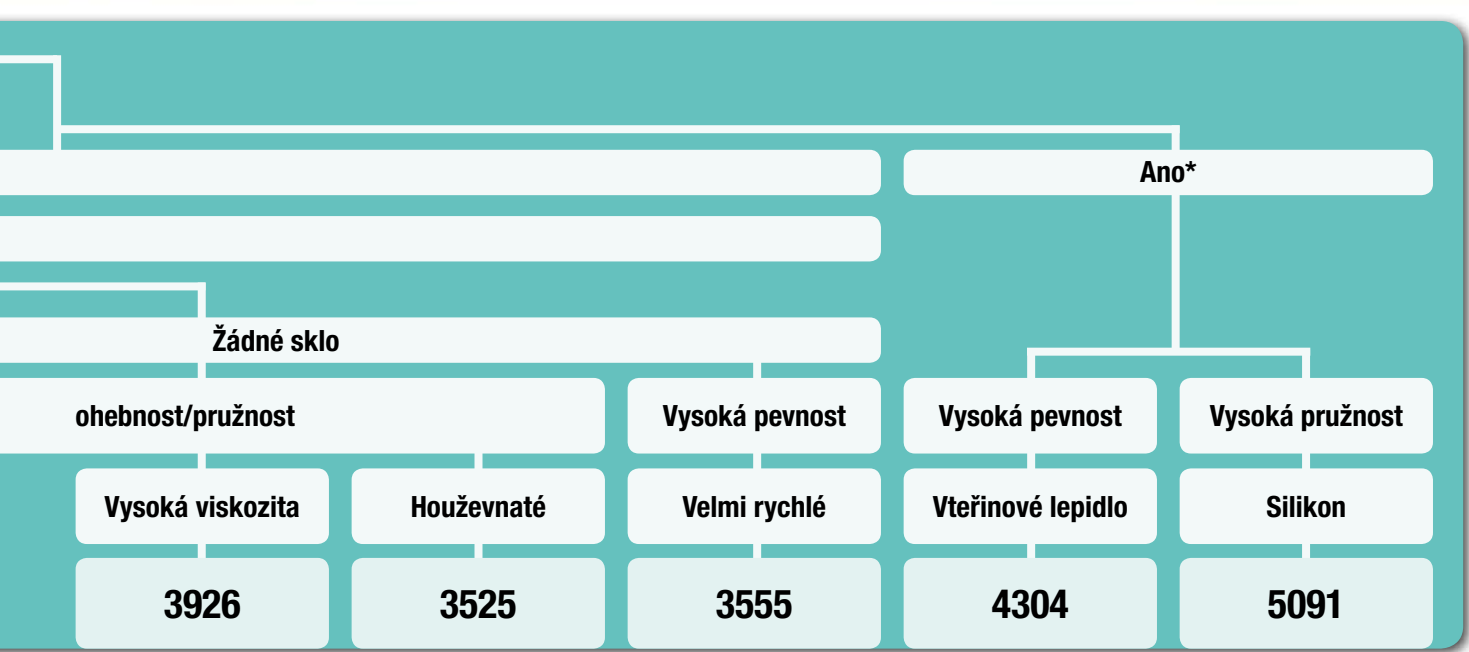 Ano*
Žádné sklo
ohebnost/pružnost
Vysoká pevnost
Vysoká pevnost
Vysoká pružnost
Vysoká viskozita
Houževnaté
Velmi rychlé
Vteřinové lepidlo
Silikon
3926
3525
3555
4304
5091